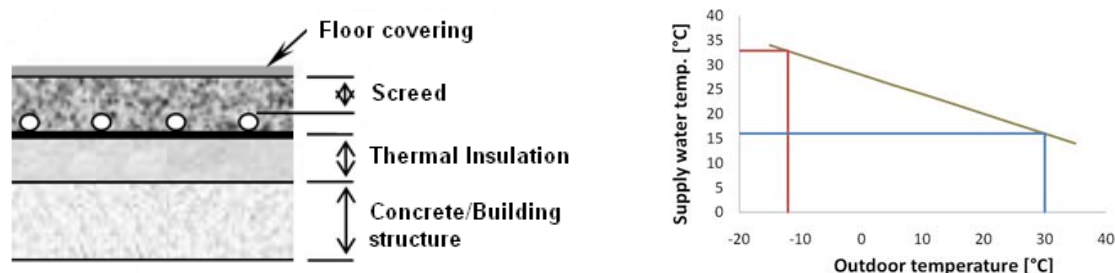 Floor covering
Screed
Thermal Insulation
Concrete/Building
structure
Supply water temp. [°C]
40
35
30
25
20
15
10
5
0
-20 -10 0 10 20 30 40
Outdoor temperature [°C]